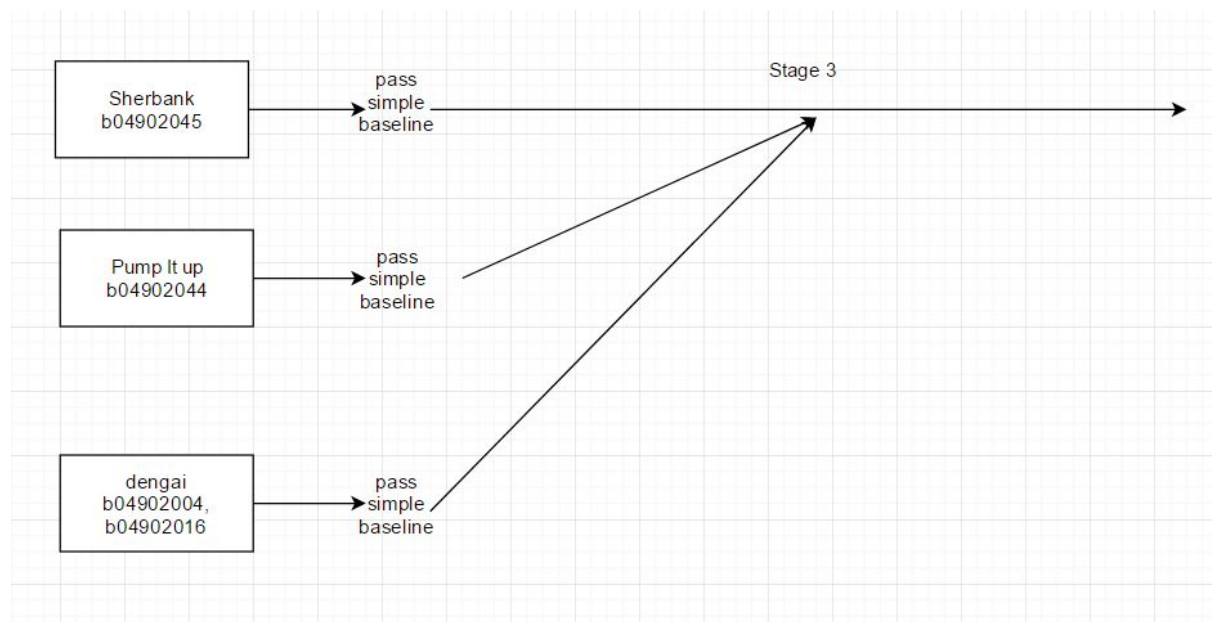 Sherbank
b04902045
pass
simple
baseline
Stage 3
Pump It up
b04902044
pass
simple
baseline
dengai
b04902004,
b04902016
pass
simple
baseline